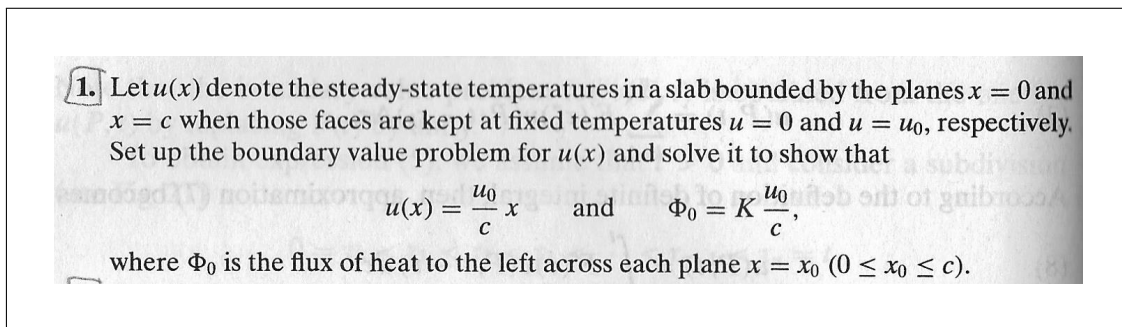 1. Let u(x) denote the steady-state temperatures in a slab bounded by the planes x = 0 and
x = c when those faces are kept at fixed temperatures u = 0 and u = u₀, respectively.
Set up the boundary value problem for u(x) and solve it to show that
u(x) = u₀/c x and Φ₀ = K u₀/c,
where Φ₀ is the flux of heat to the left across each plane x = x₀ (0 ≤ x₀ ≤ c).